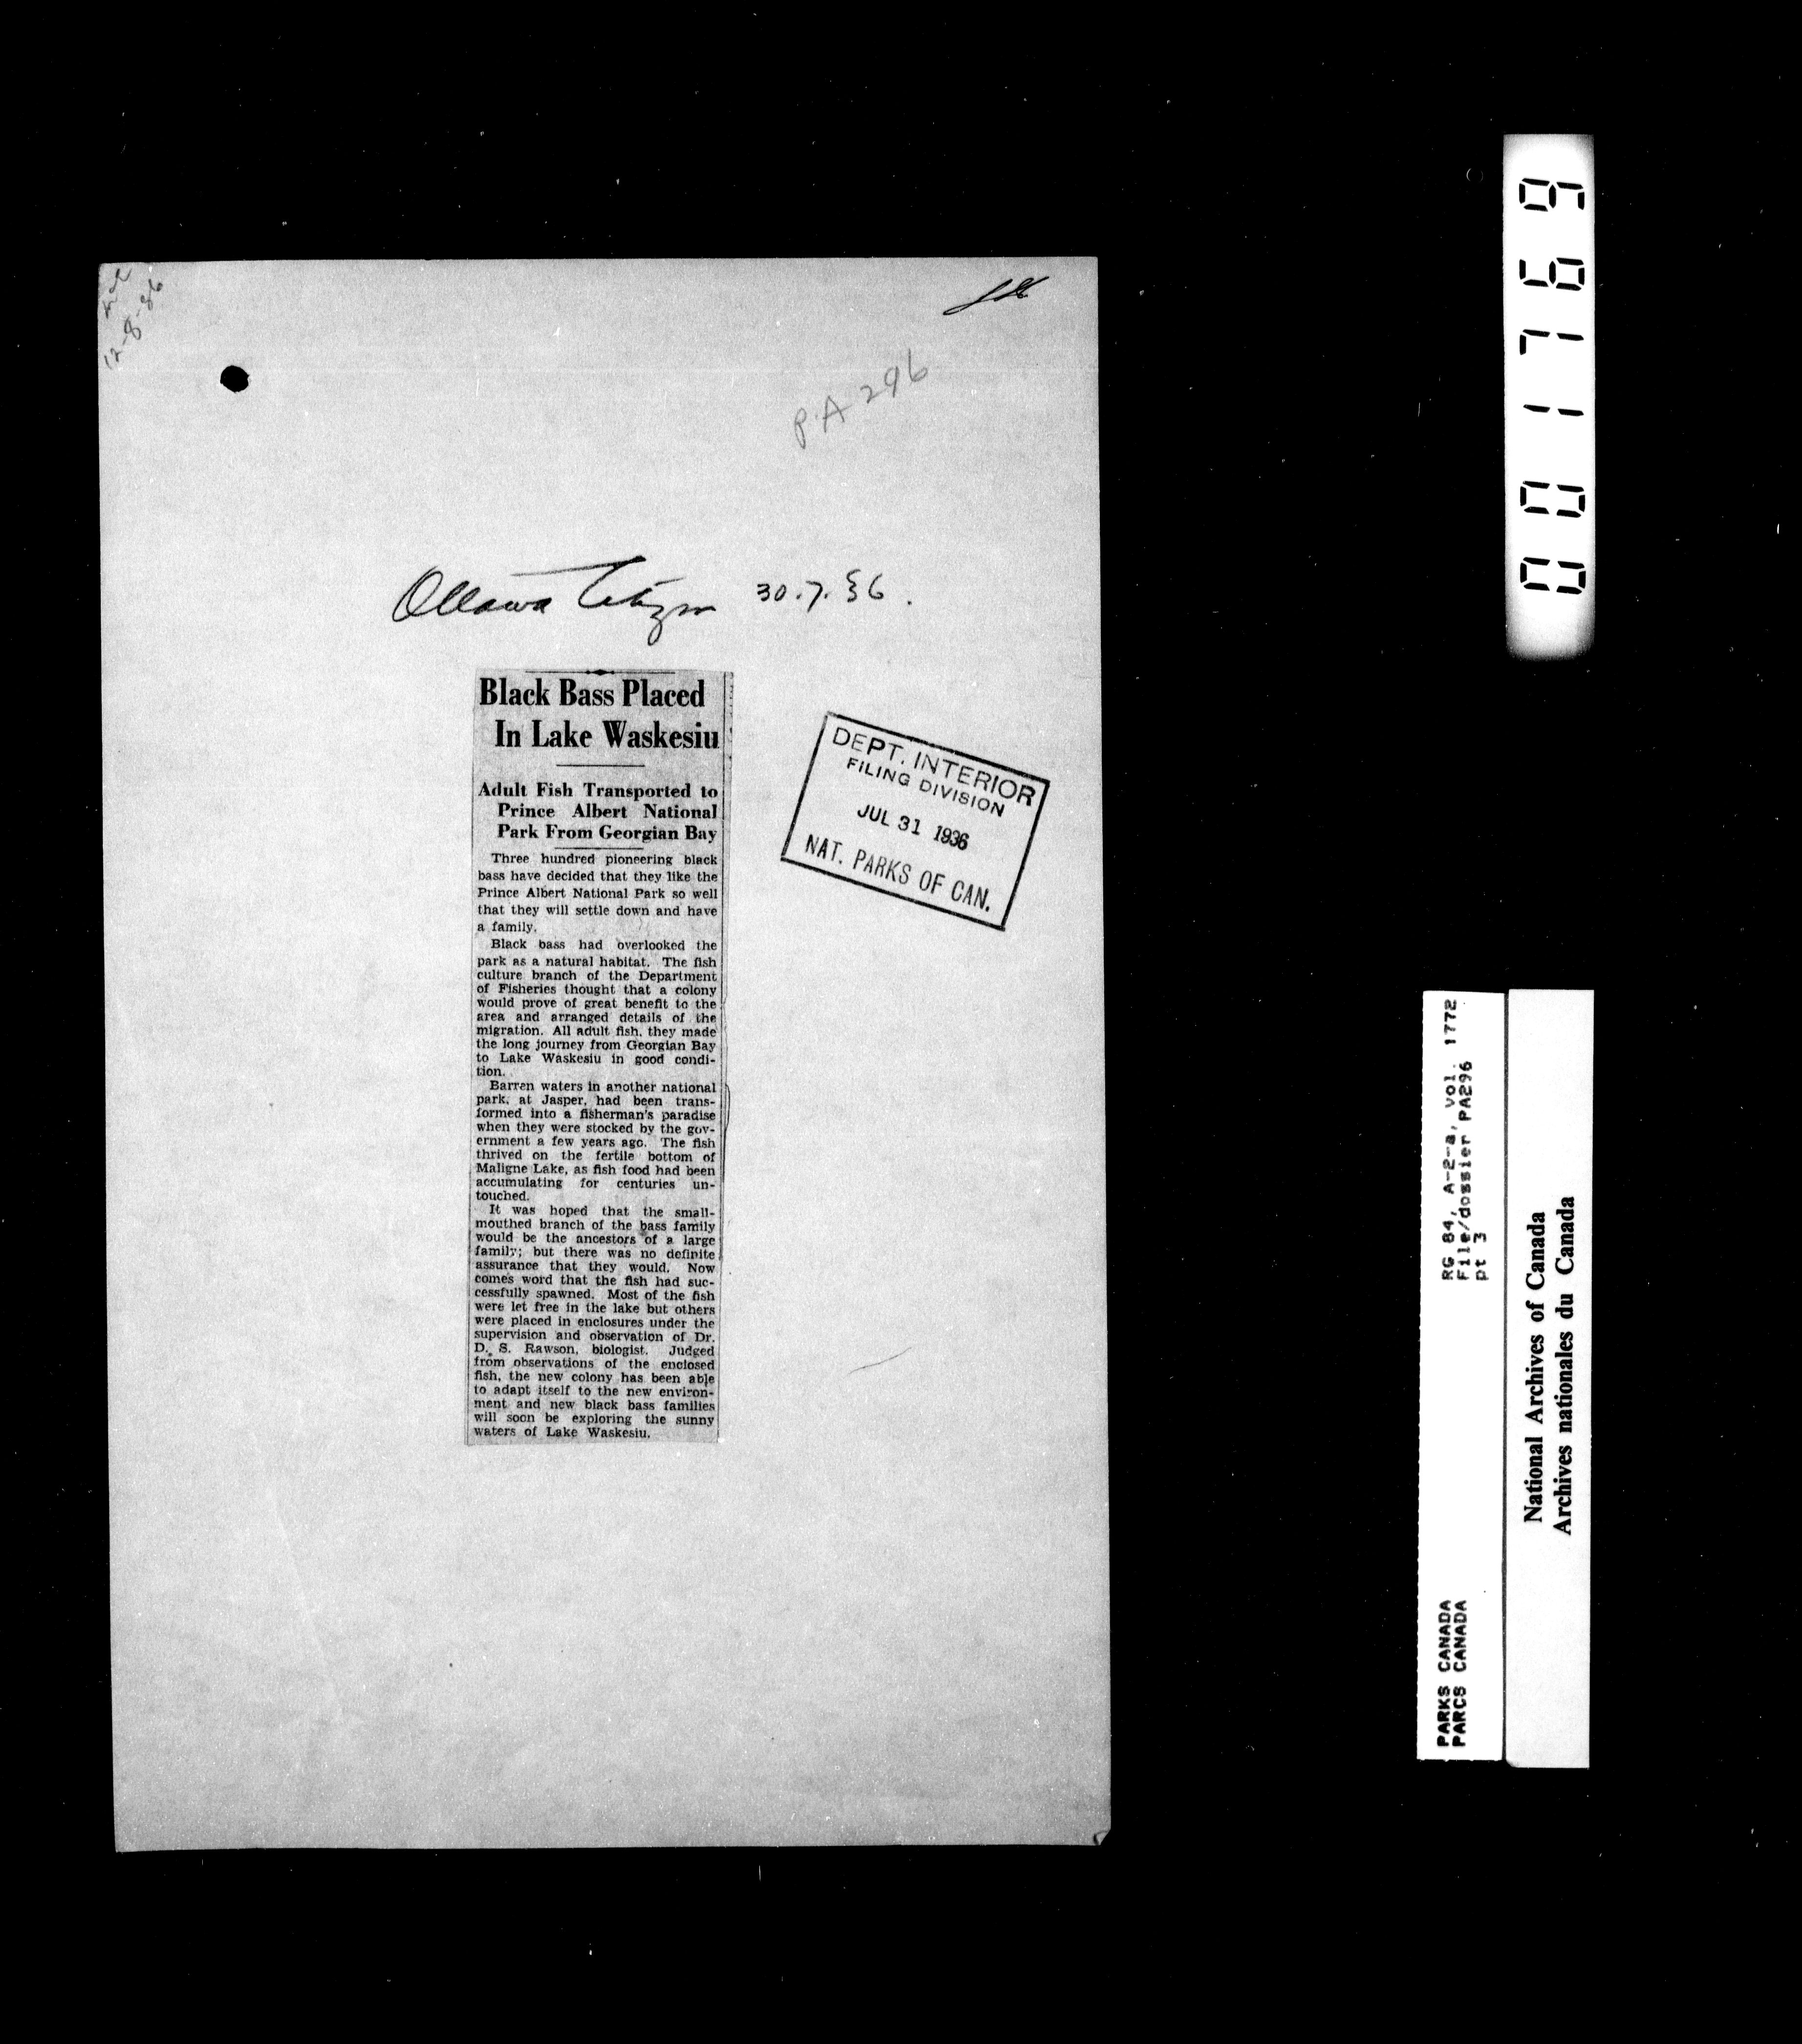 12-8-36
P.A 296
Ottawa Citizen 30.7.36.
Black Bass Placed
In Lake Waskesiu
Adult Fish Transported to
Prince Albert National
Park From Georgian Bay
Three hundred pioneering black
bass have decided that they like the
Prince Albert National Park so well
that they will settle down and have
a family.
Black bass had overlooked the
park as a natural habitat. The fish
culture branch of the Department
of Fisheries thought that a colony
would prove of great benefit to the
area and arranged details of the
migration. All adult fish, they made
the long journey from Georgian Bay
to Lake Waskesiu in good condi-
tion.
Barren waters in another national
park, at Jasper, had been trans-
formed into a fisherman's paradise
when they were stocked by the gov-
ernment a few years ago. The fish
thrived on the fertile bottom of
Maligne Lake, as fish food had been
accumulating for centuries un-
touched.
It was hoped that the small-
mouthed branch of the bass family
would be the ancestors of a large
family; but there was no definite
assurance that they would. Now
comes word that the fish had suc-
cessfully spawned. Most of the fish
were let free in the lake but others
were placed in enclosures under the
supervision and observation of Dr.
D. S. Rawson, biologist. Judged
from observations of the enclosed
fish, the new colony has been able
to adapt itself to the new environ-
ment and new black bass families
will soon be exploring the sunny
waters of Lake Waskesiu.
DEPT. INTERIOR
FILING DIVISION
JUL 31 1936
NAT. PARKS OF CAN.
001769
RG 84, A-2-a, vol. 1772
File/dossier PA296
pt 3
PARKS CANADA
PARCS CANADA
National Archives of Canada
Archives nationales du Canada